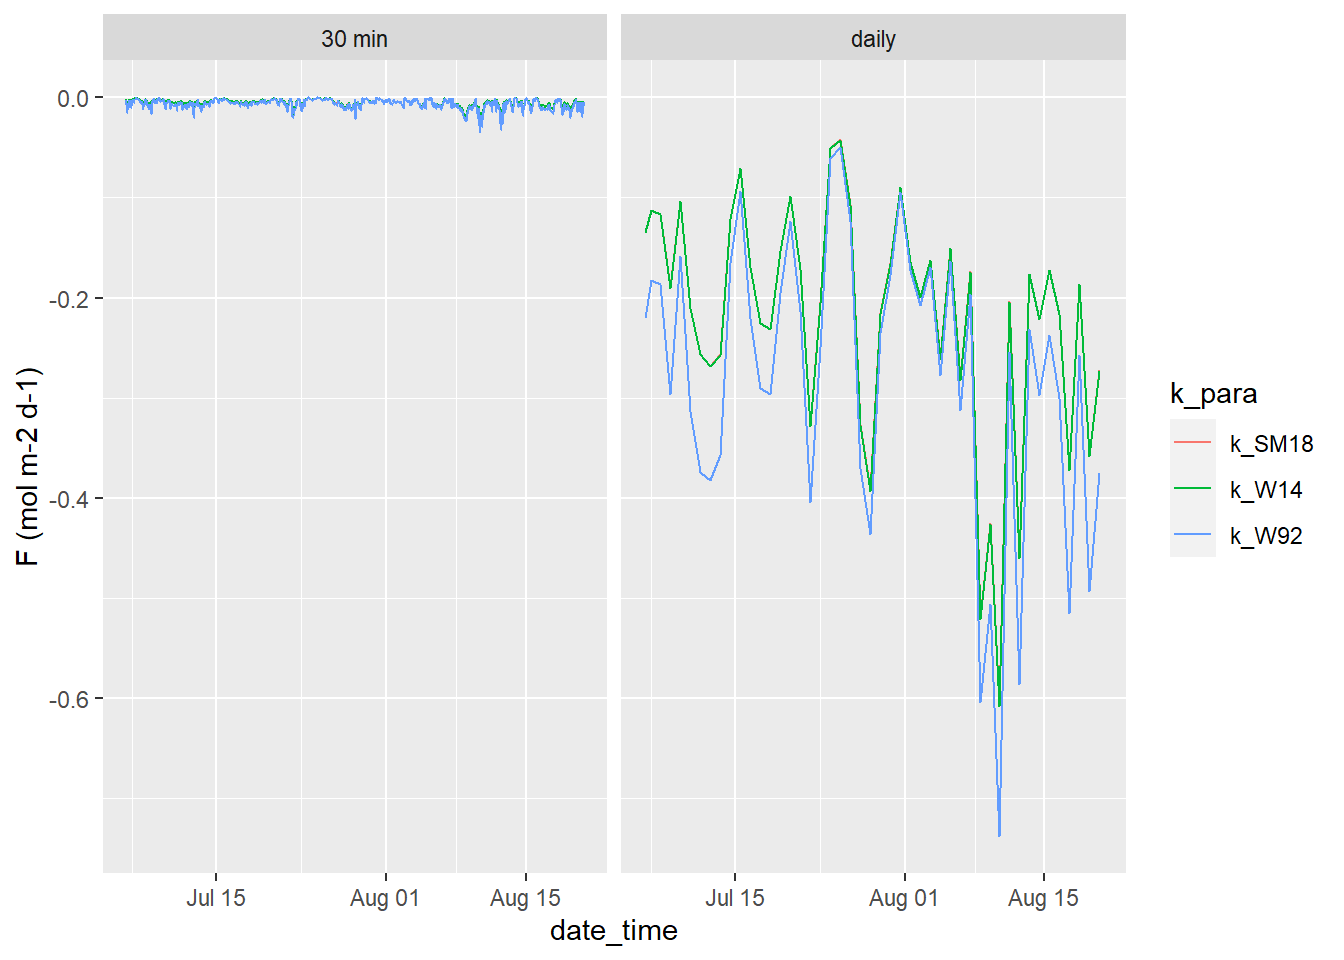 30 min
daily
0.0
-0.2
-0.4
-0.6
F (mol m-2 d-1)
Jul 15
Aug 01
Aug 15
Jul 15
Aug 01
Aug 15
date_time
k_para
k_SM18
k_W14
k_W92